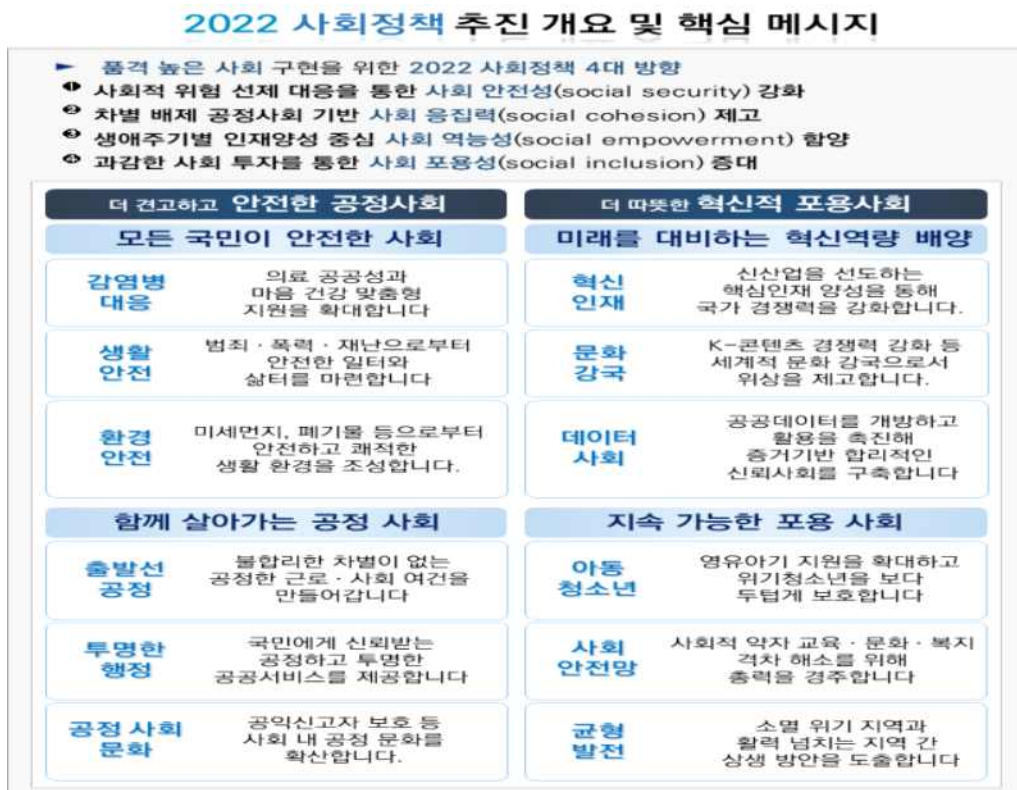 2022 사회정책 추진 개요 및 핵심 메시지
► 품격 높은 사회 구현을 위한 2022 사회정책 4대 방향
❶ 사회적 위험 선제 대응을 통한 사회 안전성(social security) 강화
❷ 차별 배제 공정사회 기반 사회 응집력(social cohesion) 제고
❸ 생애주기별 인재양성 중심 사회 역능성(social empowerment) 함양
❹ 과감한 사회 투자를 통한 사회 포용성(social inclusion) 증대
더 견고하고 안전한 공정사회
모든 국민이 안전한 사회
감염병
대응
의료 공공성과
마음 건강 맞춤형
지원을 확대합니다
생활
안전
범죄 · 폭력 · 재난으로부터
안전한 일터와
삶터를 마련합니다
환경
안전
미세먼지, 폐기물 등으로부터
안전하고 쾌적한
생활 환경을 조성합니다.
함께 살아가는 공정 사회
출발선
공정
불합리한 차별이 없는
공정한 근로 · 사회 여건을
만들어갑니다
투명한
행정
국민에게 신뢰받는
공정하고 투명한
공공서비스를 제공합니다
공정 사회
문화
공익신고자 보호 등
사회 내 공정 문화를
확산합니다.
더 따뜻한 혁신적 포용사회
미래를 대비하는 혁신역량 배양
혁신
인재
신산업을 선도하는
핵심인재 양성을 통해
국가 경쟁력을 강화합니다.
문화
강국
K-콘텐츠 경쟁력 강화 등
세계적 문화 강국으로서
위상을 제고합니다.
데이터
사회
공공데이터를 개방하고
활용을 촉진해
증거기반 합리적인
신뢰사회를 구축합니다
지속 가능한 포용 사회
아동
청소년
영유아기 지원을 확대하고
위기청소년을 보다
두텁게 보호합니다
사회
안전망
사회적 약자 교육 · 문화 · 복지
격차 해소를 위해
총력을 경주합니다
균형
발전
소멸 위기 지역과
활력 넘치는 지역 간
상생 방안을 도출합니다